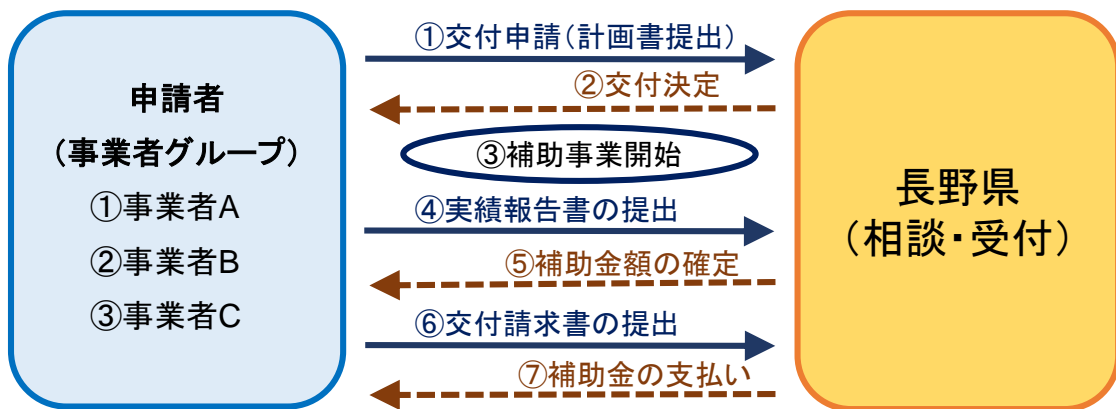 申請者
（事業者グループ）
①事業者A
②事業者B
③事業者C
①交付申請（計画書提出）
②交付決定
③補助事業開始
④実績報告書の提出
⑤補助金額の確定
⑥交付請求書の提出
⑦補助金の支払い
長野県
（相談・受付）